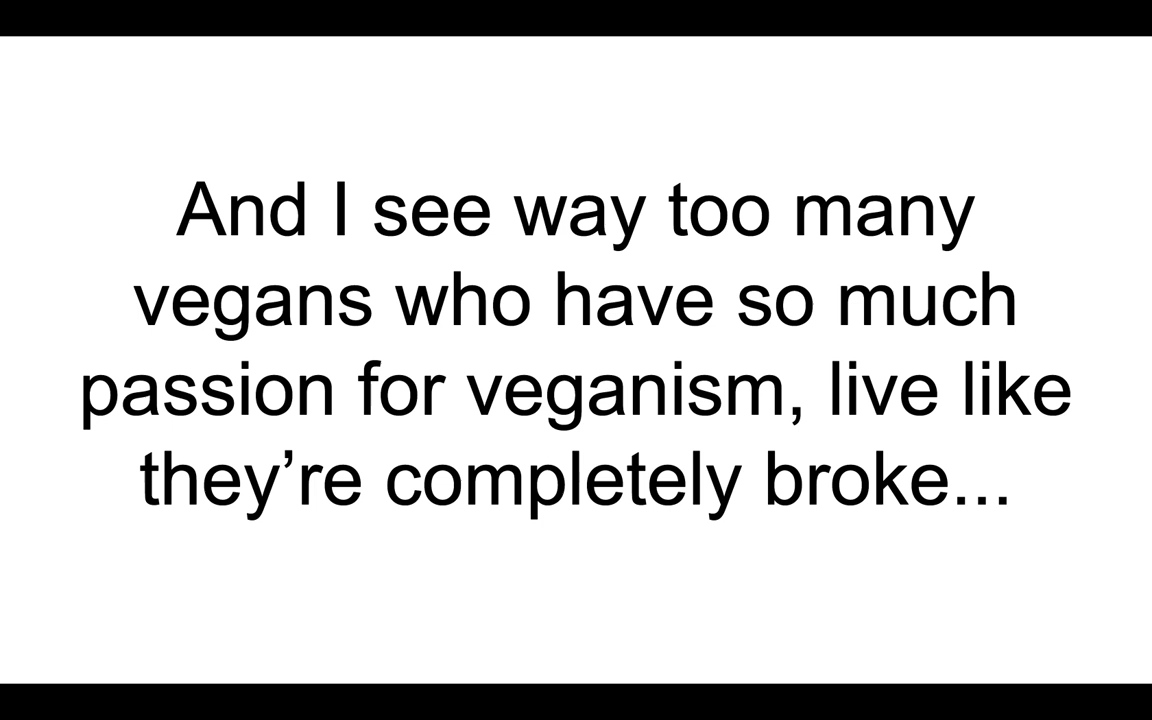 And I see way too many
vegans who have so much
passion for veganism, live like
they’re completely broke...